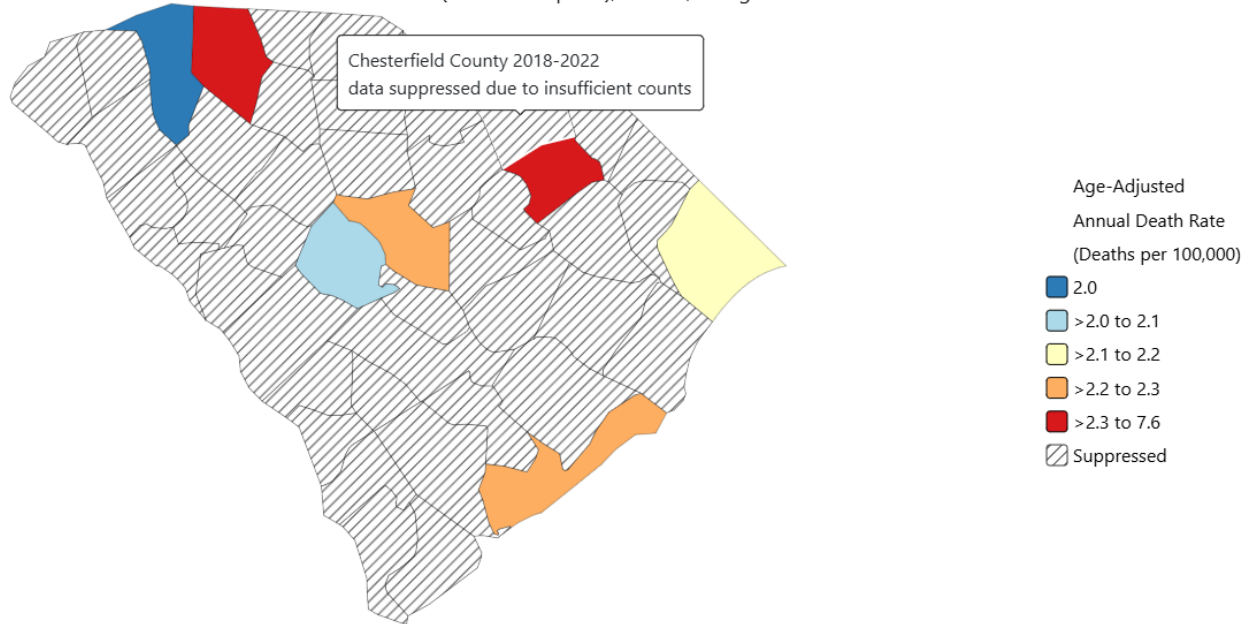 Chesterfield County 2018-2022
data suppressed due to insufficient counts
Age-Adjusted
Annual Death Rate
(Deaths per 100,000)
2.0
>2.0 to 2.1
>2.1 to 2.2
>2.2 to 2.3
>2.3 to 7.6
Suppressed